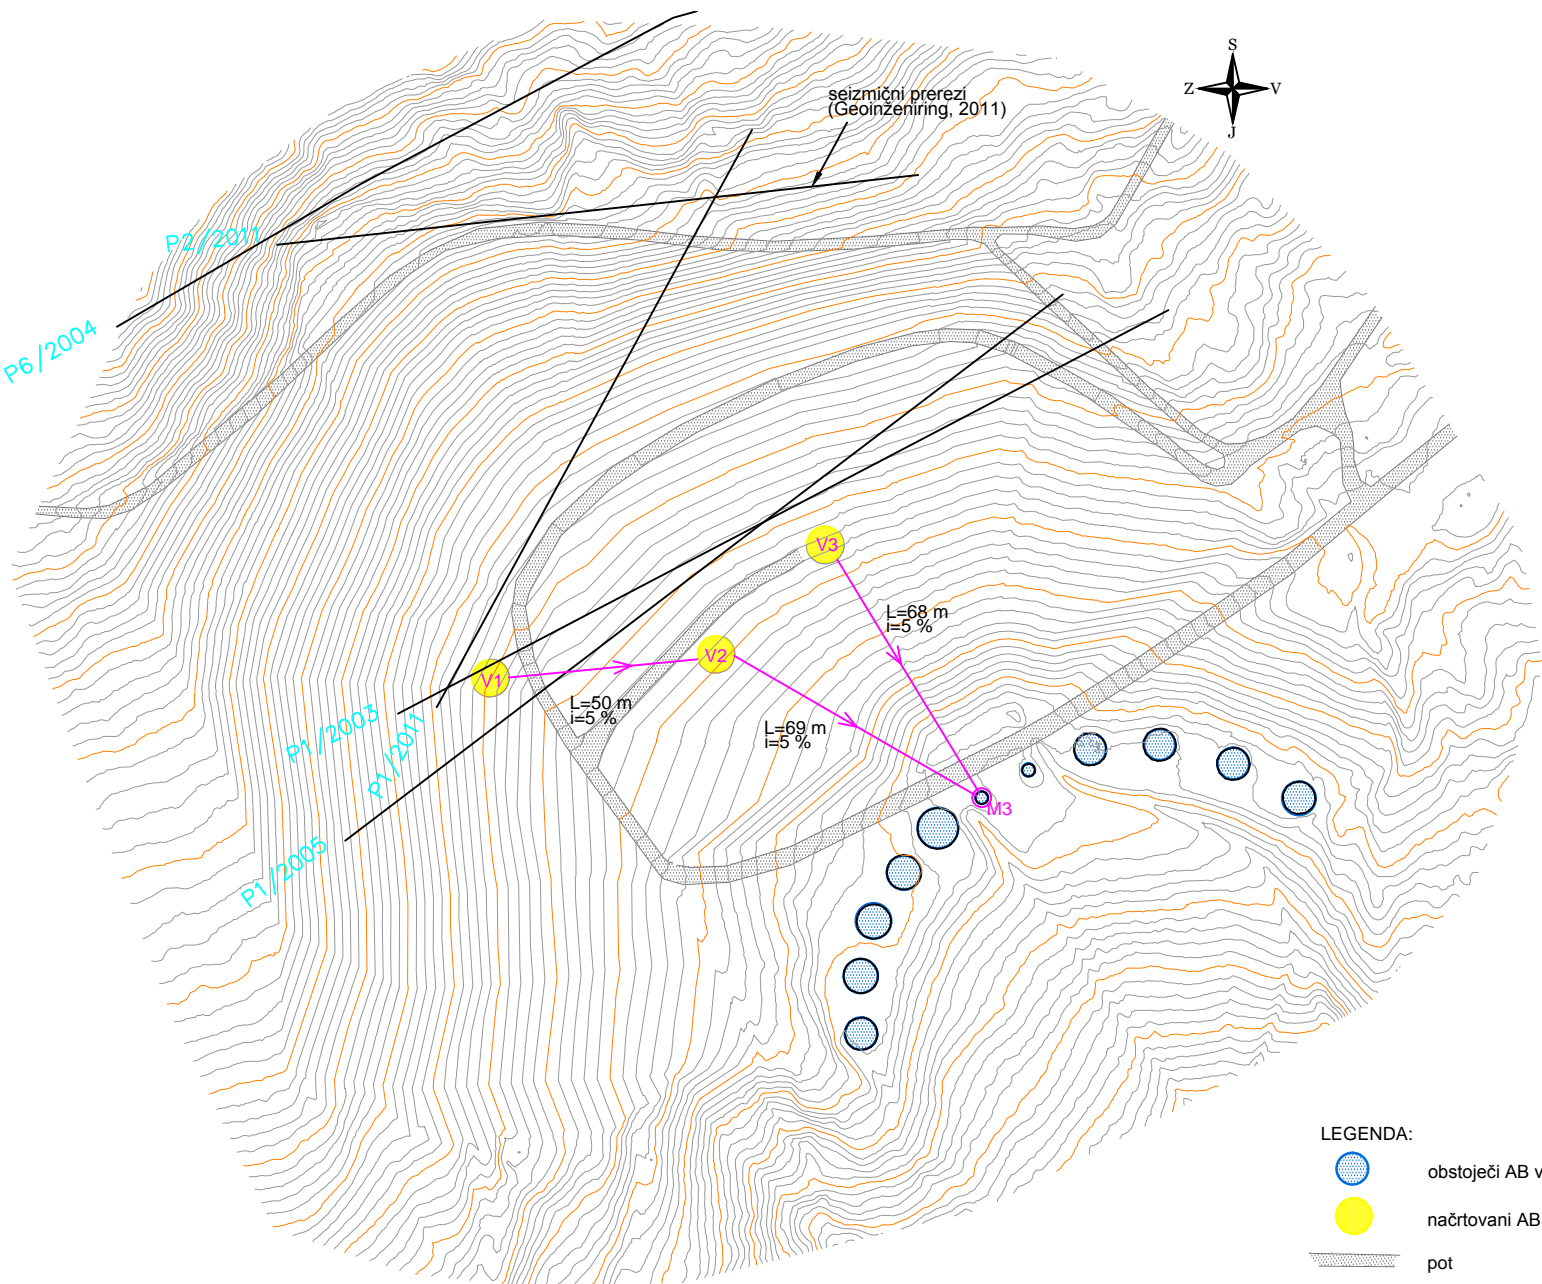 S
Z
V
J
seizmični prerezi
(Geoinženiring, 2011)
P2/2011
P6/2004
V3
L=68 m
i=5 %
V2
V1
L=50 m
i=5 %
L=69 m
i=5 %
P1/2003
P1/2011
M3
P1/2005
LEGENDA:
obstoječi AB v
načrtovani AB
pot